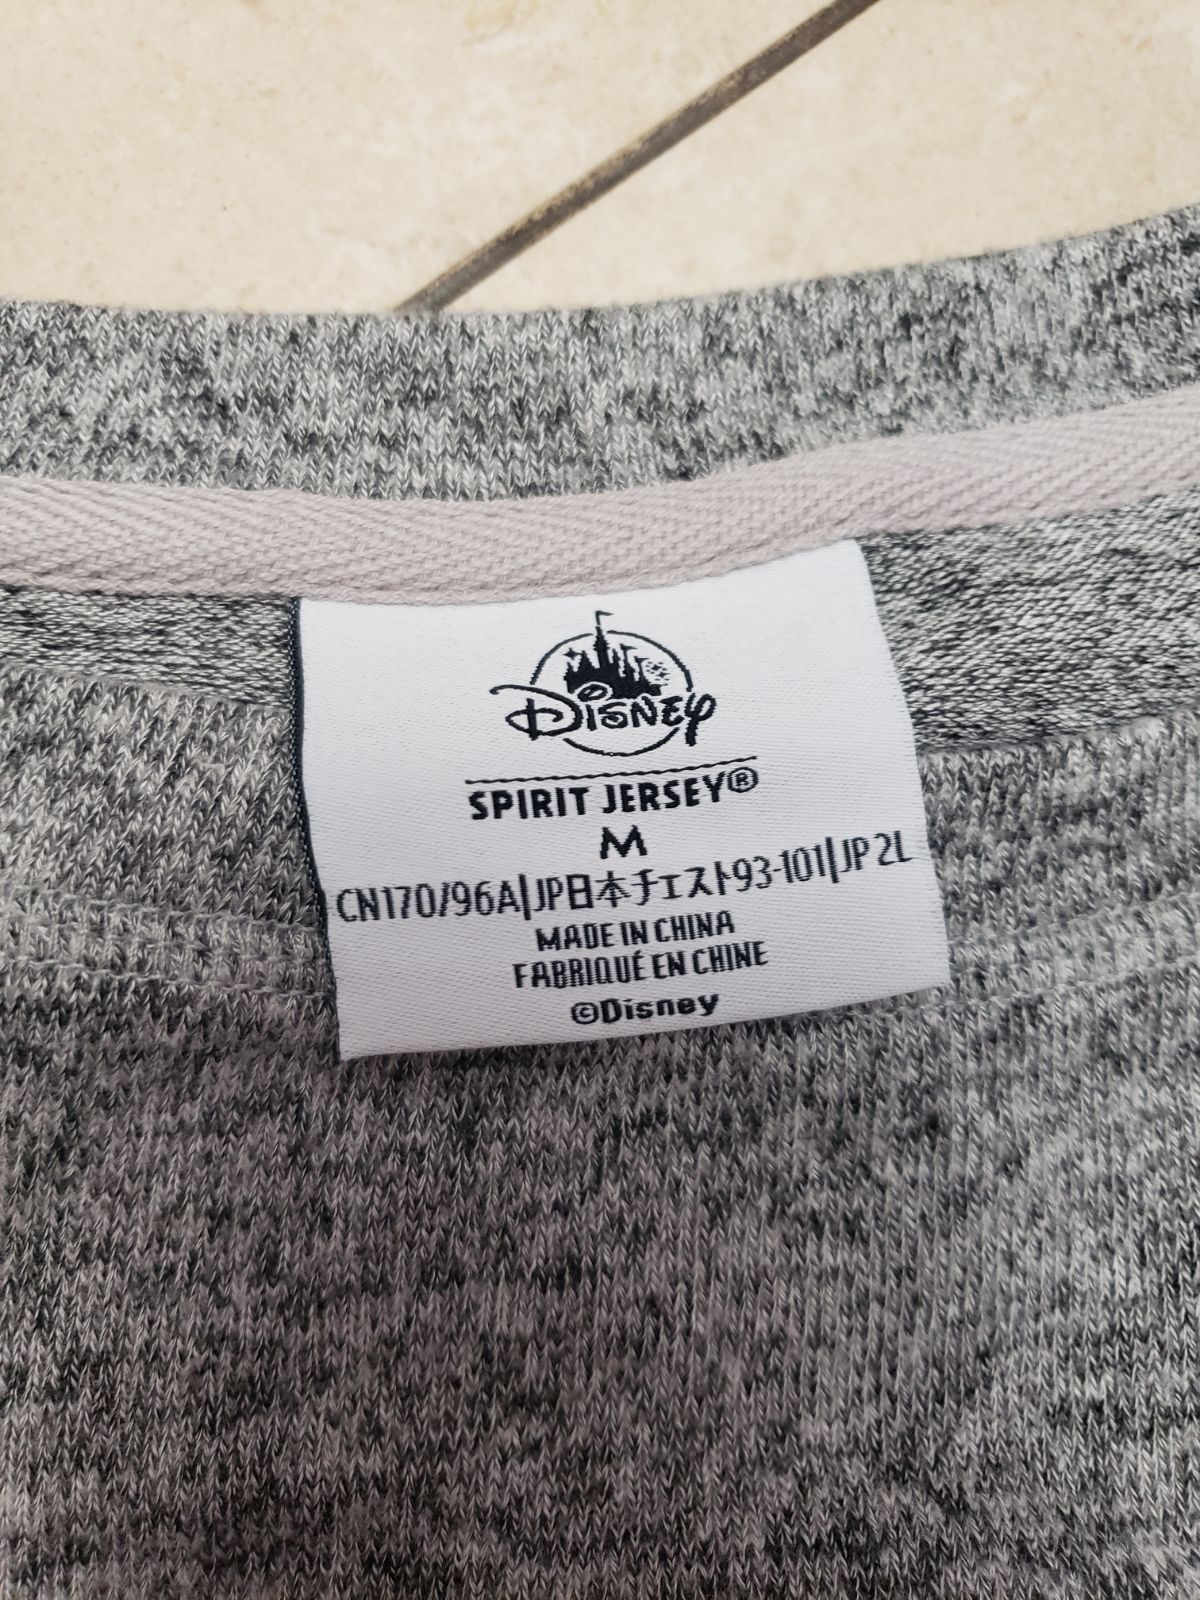 Disney
SPIRIT JERSEY®
M
CN170/96A|JP日本チェスト93-101|JP 2L
MADE IN CHINA
FABRIQUÉ EN CHINE
©Disney